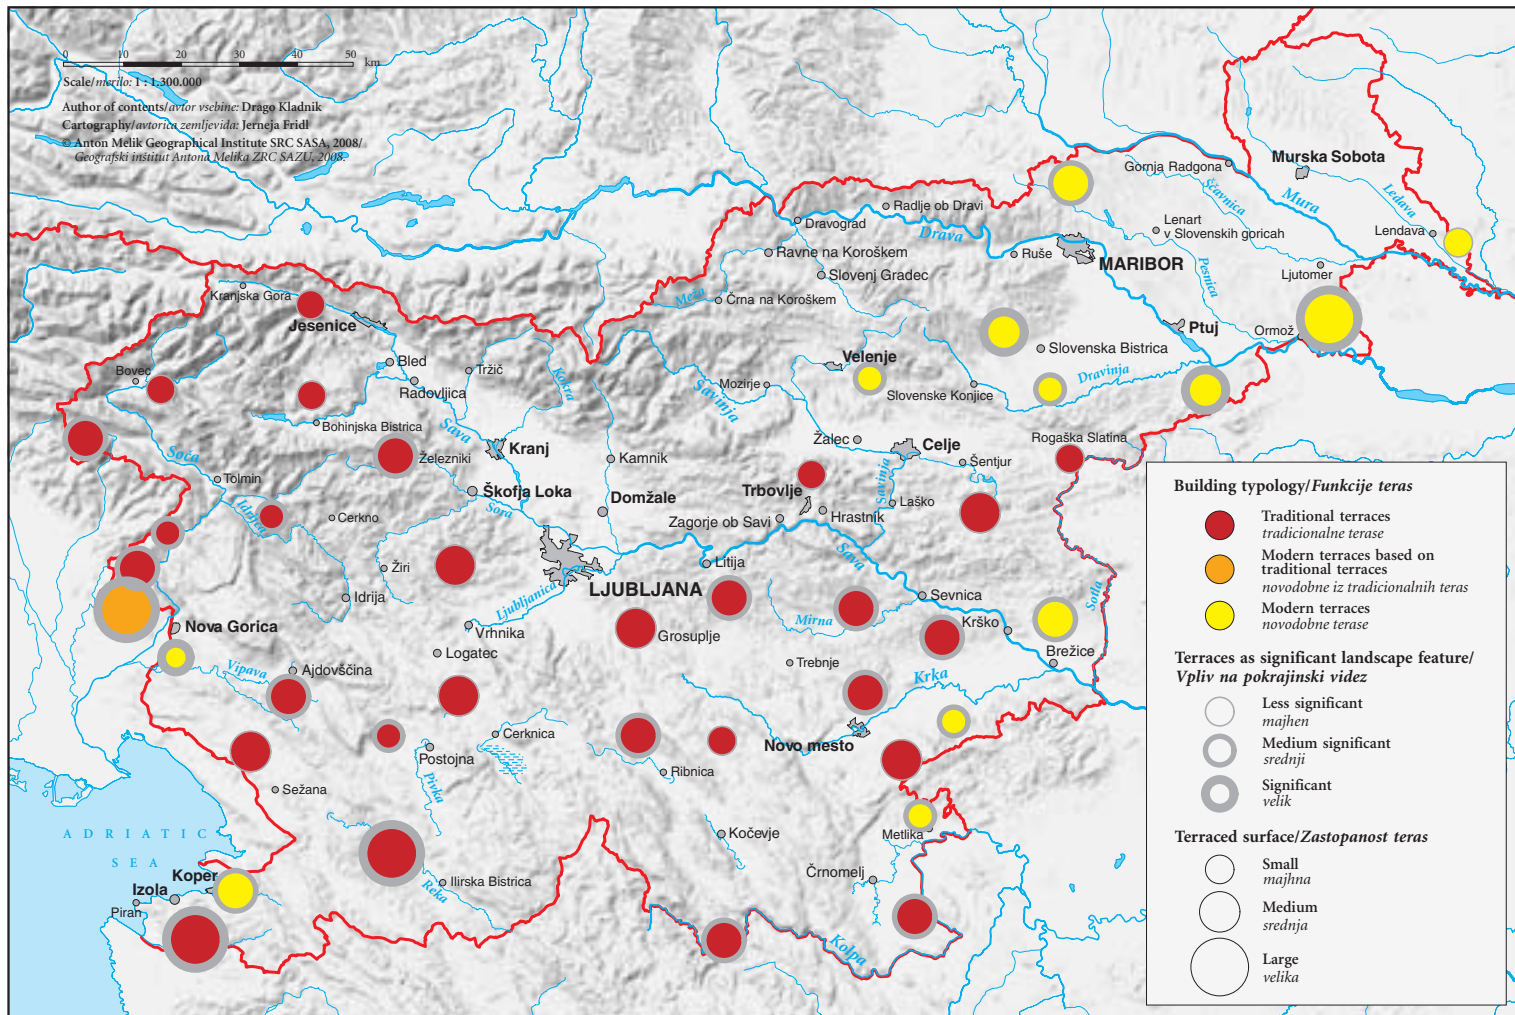 0 10 20 30 40 50 km
Scale/merilo: 1 : 1.300.000
Author of contents/avtor vsebine: Drago Kladnik
Cartography/avtorica zemljevida: Jerneja Fridl
© Anton Melik Geographical Institute SRC SASA, 2008/
Geografski inštitut Antona Melika ZRC SAZU, 2008.
Murska Sobota
Gornja Radgona
Ščavnica
Mura
Ledava
Lendava
Radlje ob Dravi
Dravograd
Drava
Lenart
v Slovenskih goricah
Ravne na Koroškem
Ruše
MARIBOR
Pesnica
Ljutomer
Slovenj Gradec
Meža
Črna na Koroškem
Kranjska Gora
Jesenice
Ptuj
Ormož
Bovec
Bled
Tržič
Kokra
Radovljica
Velenje
Slovenska Bistrica
Mozirje
Savinja
Slovenske Konjice
Dravinja
Bohinjska Bistrica
Sava
Kranj
Železniki
Soča
Tolmin
Kamnik
Žalec
Celje
Šentjur
Rogaška Slatina
Škofja Loka
Domžale
Trbovlje
Savinja
Laško
Idrijca
Cerkno
Sora
Zagorje ob Savi
Hrastnik
Žiri
Litija
Sava
LJUBLJANA
Ljubljanica
Idrija
Sevnica
Sotla
Mirna
Nova Gorica
Vrhnika
Grosuplje
Krško
Logatec
Brežice
Vipava
Ajdovščina
Trebnje
Krka
Cerknica
Postojna
Novo mesto
Ribnica
Pivka
Sežana
ADRIATIC
SEA
Kočevje
Metlika
Črnomelj
Koper
Izola
Piran
Ilirska Bistrica
Reka
Kolpa
Building typology/Funkcije teras
Traditional terraces
tradicionalne terase
Modern terraces based on
traditional terraces
novodobne iz tradicionalnih teras
Modern terraces
novodobne terase
Terraces as significant landscape feature/
Vpliv na pokrajinski videz
Less significant
majhen
Medium significant
srednji
Significant
velik
Terraced surface/Zastopanost teras
Small
majhna
Medium
srednja
Large
velika